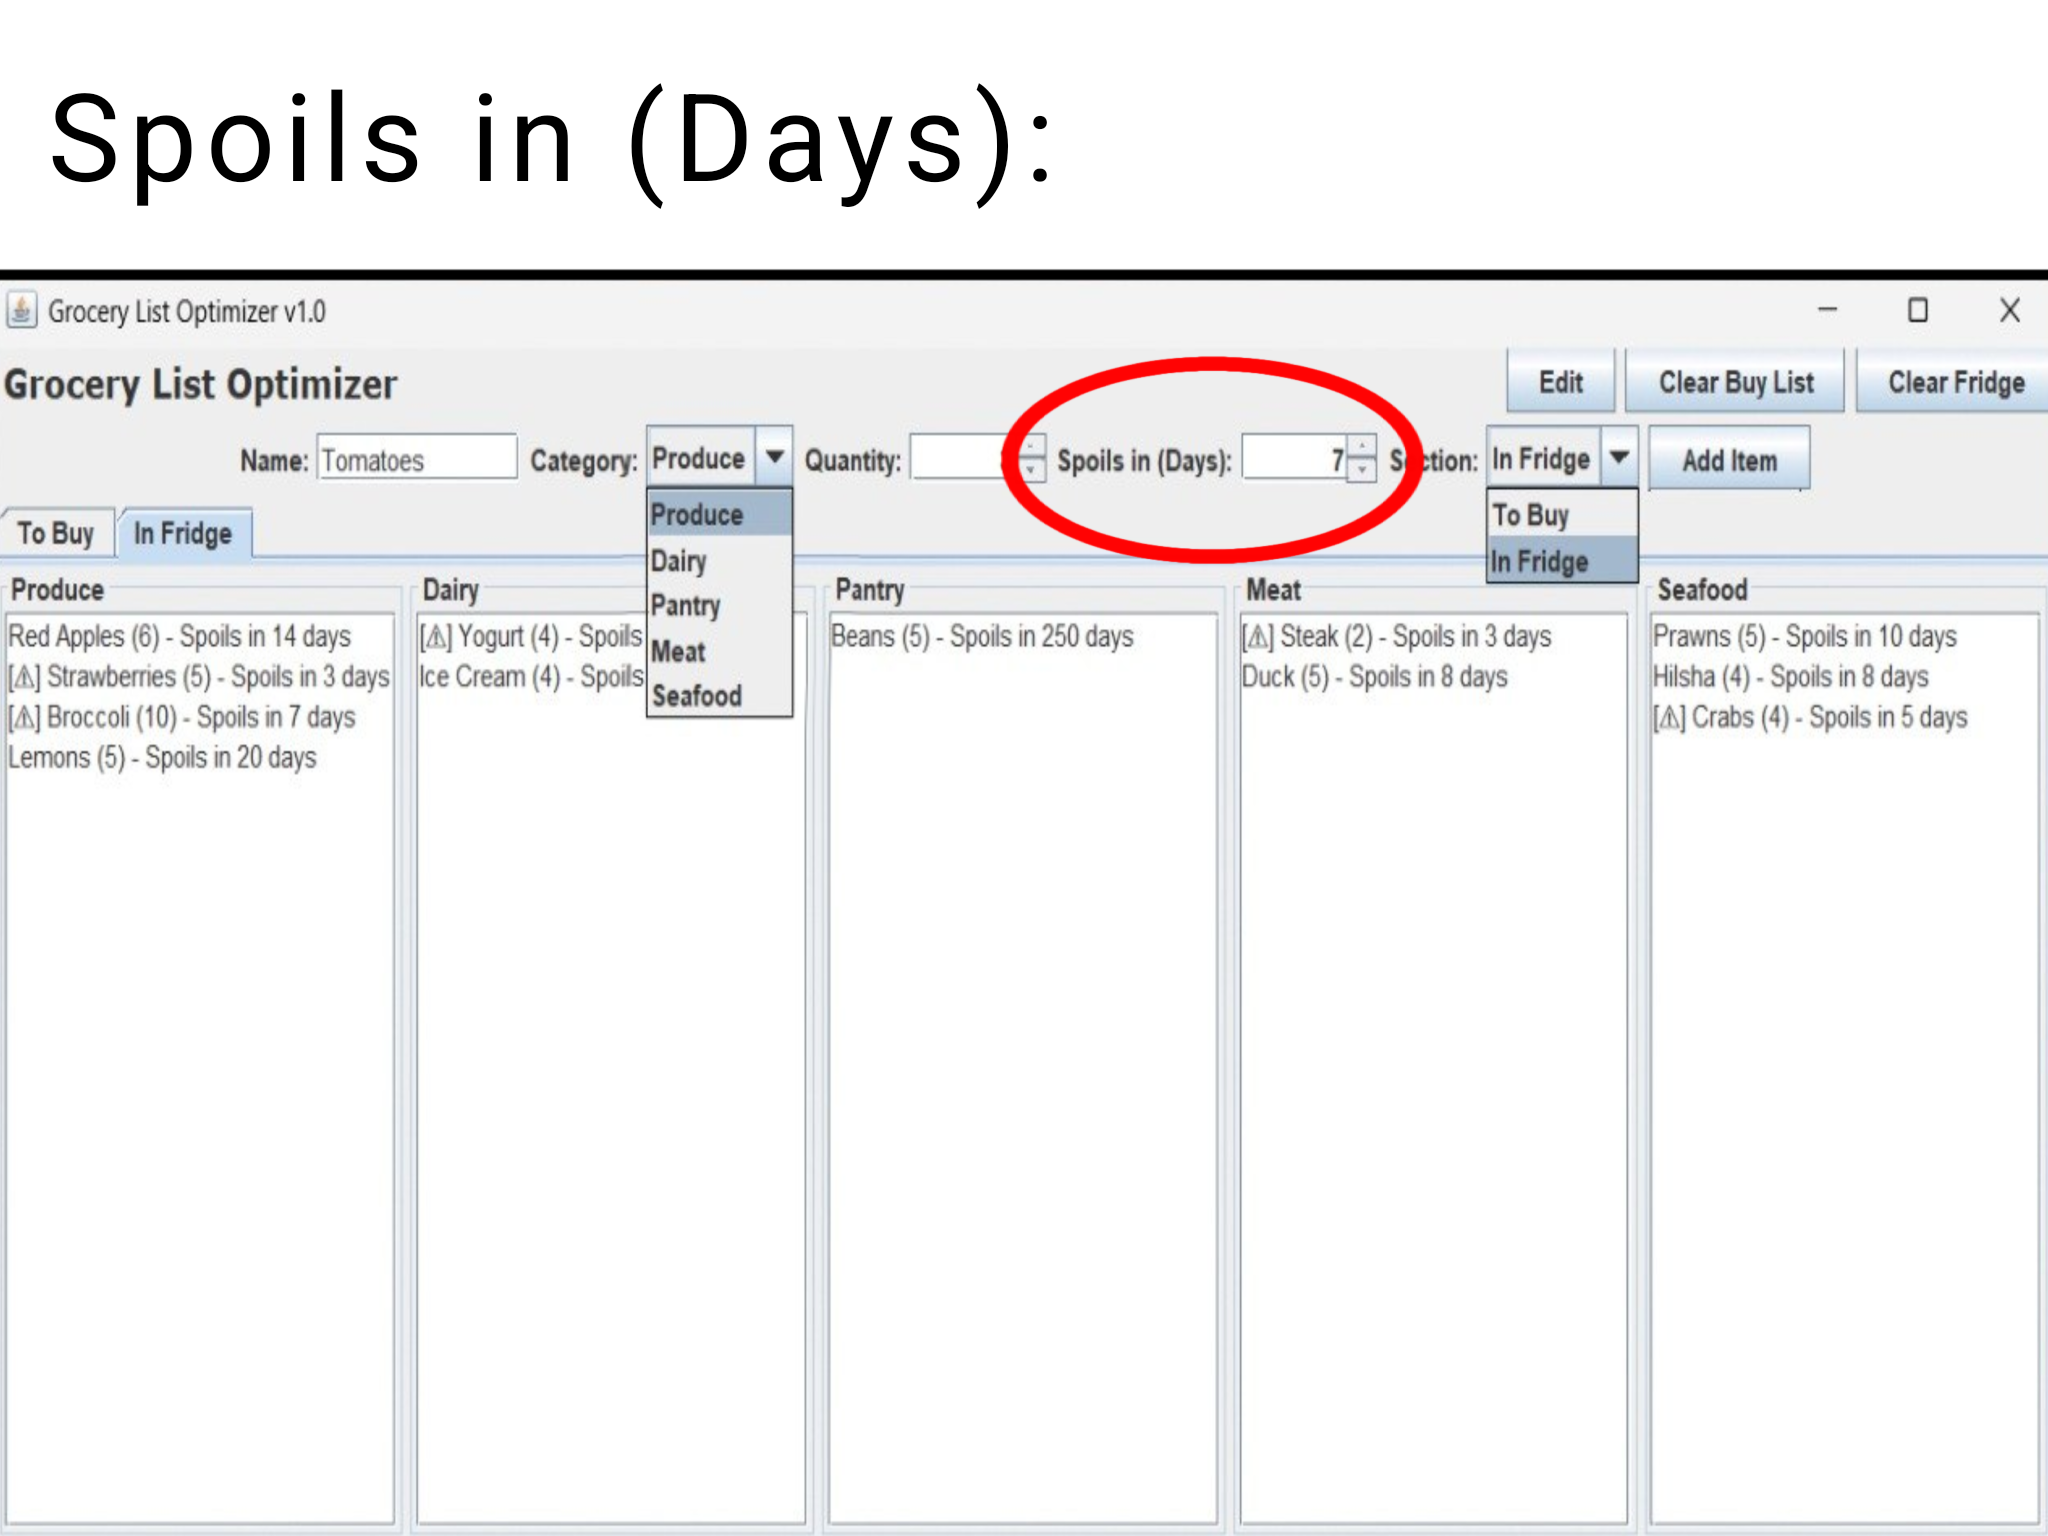 Spoils in (Days):
Grocery List Optimizer v1.0
Grocery List Optimizer
Edit
Clear Buy List
Clear Fridge
Name: Tomatoes Category: Produce Quantity: Spoils in (Days): 7 Section: In Fridge Add Item
Produce
Dairy
Pantry
Meat
Seafood
To Buy
In Fridge
To Buy
In Fridge
Produce
Red Apples (6) - Spoils in 14 days
[⚠] Strawberries (5) - Spoils in 3 days
[⚠] Broccoli (10) - Spoils in 7 days
Lemons (5) - Spoils in 20 days
Dairy
[⚠] Yogurt (4) - Spoils
Ice Cream (4) - Spoils
Pantry
Beans (5) - Spoils in 250 days
Meat
[⚠] Steak (2) - Spoils in 3 days
Duck (5) - Spoils in 8 days
Seafood
Prawns (5) - Spoils in 10 days
Hilsha (4) - Spoils in 8 days
[⚠] Crabs (4) - Spoils in 5 days